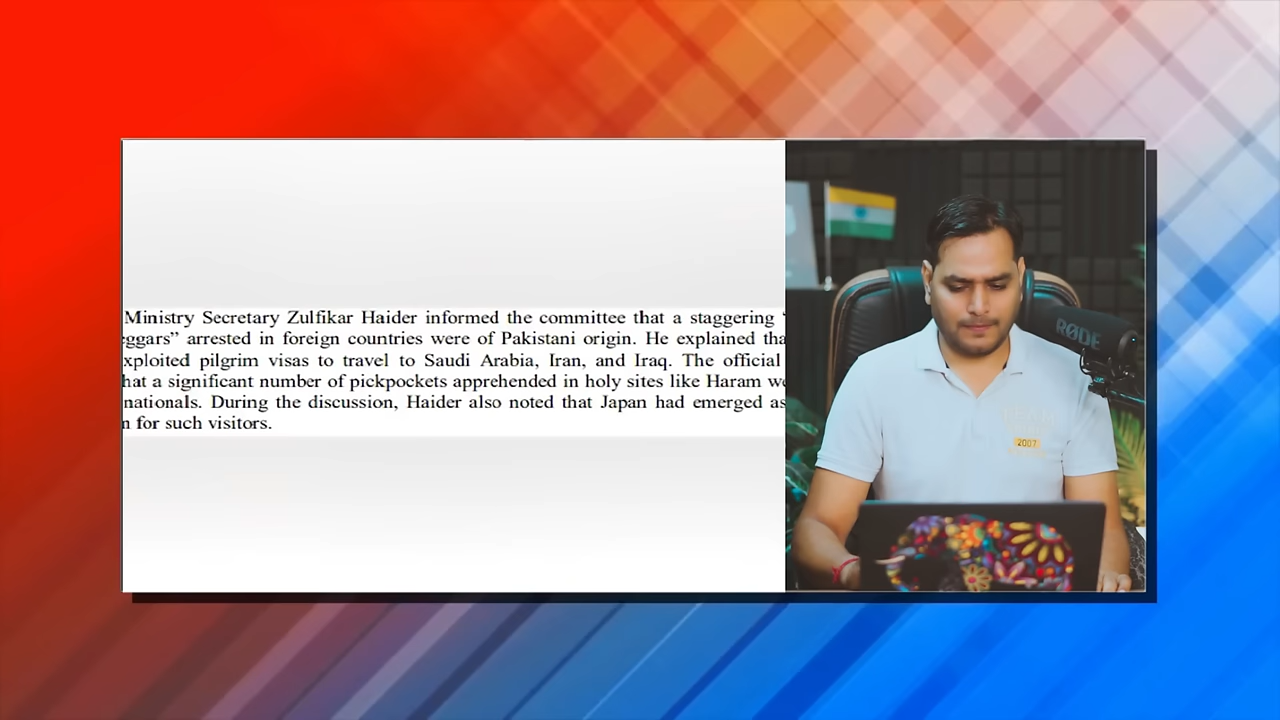 Ministry Secretary Zulfikar Haider informed the committee that a staggering “
ggars” arrested in foreign countries were of Pakistani origin. He explained tha
xploited pilgrim visas to travel to Saudi Arabia, Iran, and Iraq. The official
hat a significant number of pickpockets apprehended in holy sites like Haram we
nationals. During the discussion, Haider also noted that Japan had emerged as
n for such visitors.
RØDE
TEAM
2007